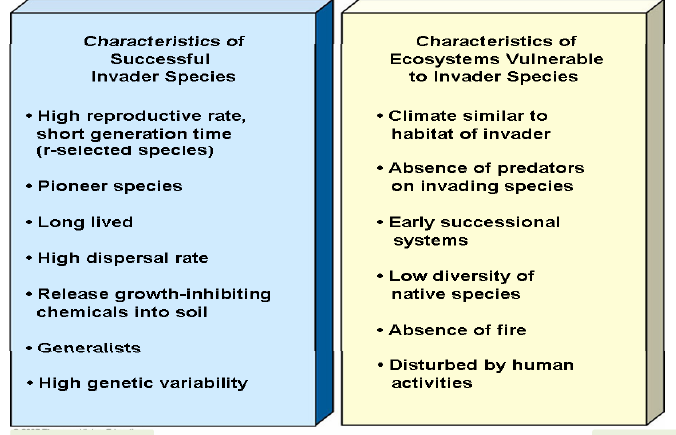 Characteristics of
Successful
Invader Species
• High reproductive rate,
short generation time
(r-selected species)
• Pioneer species
• Long lived
• High dispersal rate
• Release growth-inhibiting
chemicals into soil
• Generalists
• High genetic variability
Characteristics of
Ecosystems Vulnerable
to Invader Species
• Climate similar to
habitat of invader
• Absence of predators
on invading species
• Early successional
systems
• Low diversity of
native species
• Absence of fire
• Disturbed by human
activities